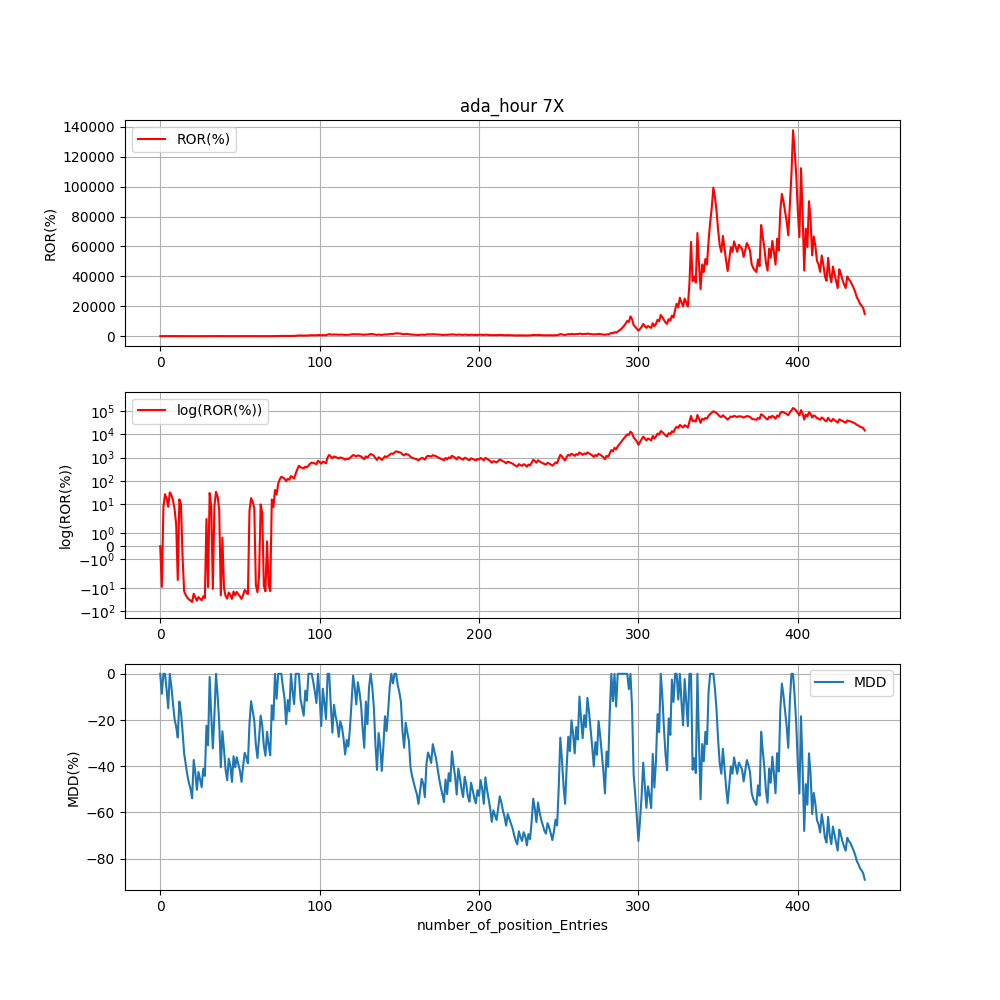 ada_hour 7X
ROR(%)
140000
120000
100000
80000
60000
40000
20000
0
ROR(%)
0 100 200 300 400
log(ROR(%))
10^5
10^4
10^3
10^2
10^1
10^0
0
−10^0
−10^1
−10^2
log(ROR(%))
0 100 200 300 400
MDD
0
−20
−40
−60
−80
MDD(%)
0 100 200 300 400
number_of_position_Entries